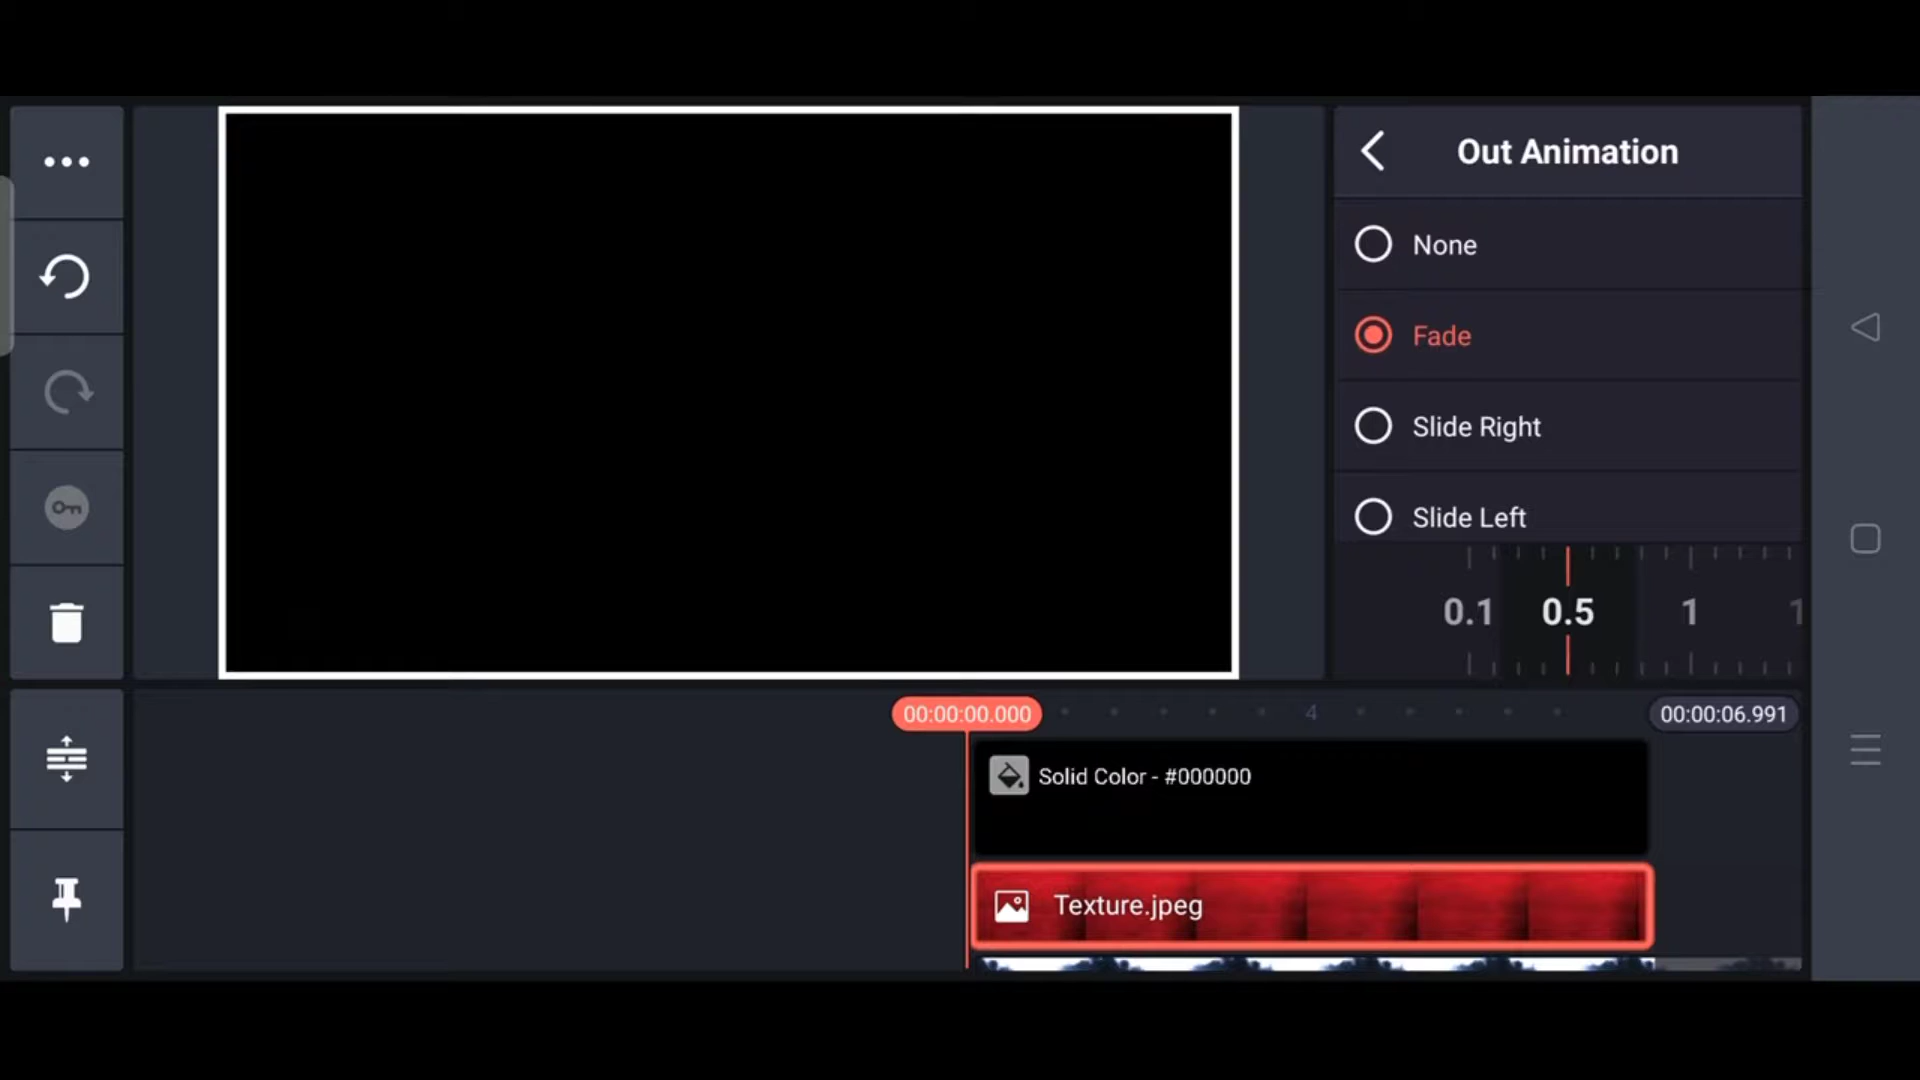 Out Animation
None
Fade
Slide Right
Slide Left
0.1 0.5 1
00:00:00.000 4 00:00:06.991
Solid Color - #000000
Texture.jpeg